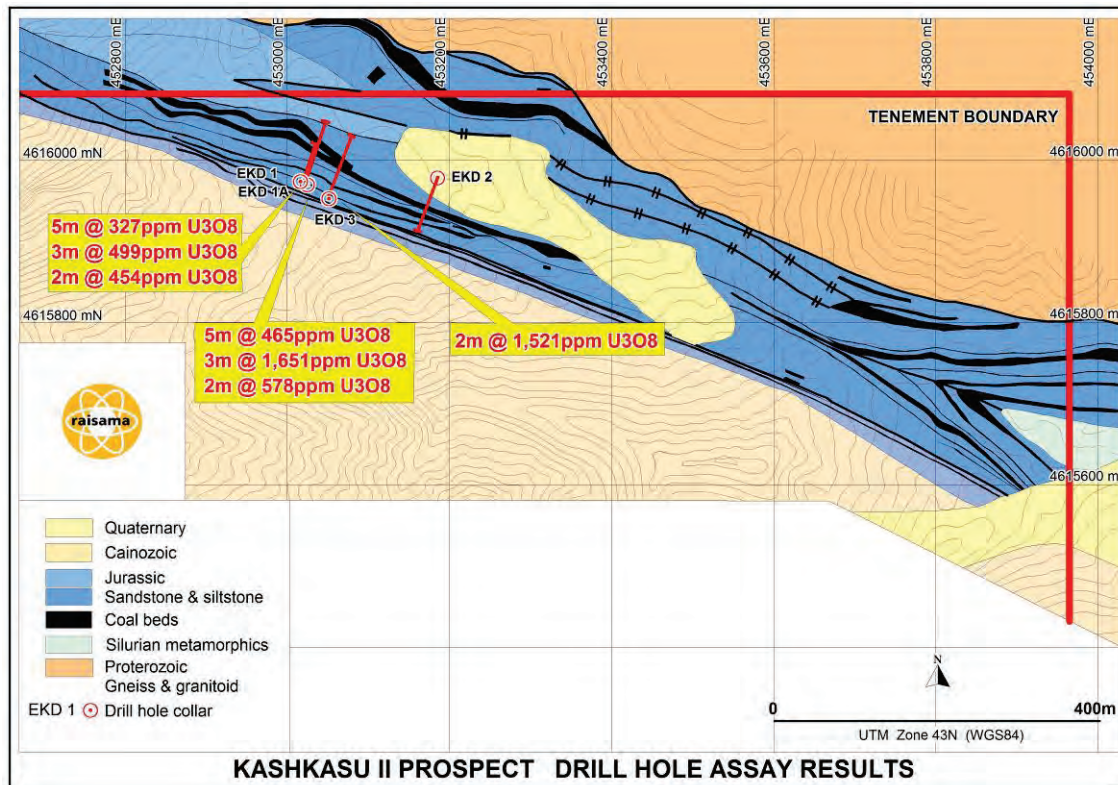 452800 mE
453000 mE
453200 mE
453400 mE
453600 mE
453800 mE
454000 mE
TENEMENT BOUNDARY
4616000 mN
4616000 mN
EKD 1
EKD 1A
EKD 2
EKD 3
5m @ 327ppm U3O8
3m @ 499ppm U3O8
2m @ 454ppm U3O8
4615800 mN
4615800 mN
5m @ 465ppm U3O8
3m @ 1,651ppm U3O8
2m @ 578ppm U3O8
2m @ 1,521ppm U3O8
raisama
4615600 m
Quaternary
Cainozoic
Jurassic
Sandstone & siltstone
Coal beds
Silurian metamorphics
Proterozoic
Gneiss & granitoid
EKD 1 Drill hole collar
N
0 400m
UTM Zone 43N (WGS84)
KASHKASU II PROSPECT DRILL HOLE ASSAY RESULTS